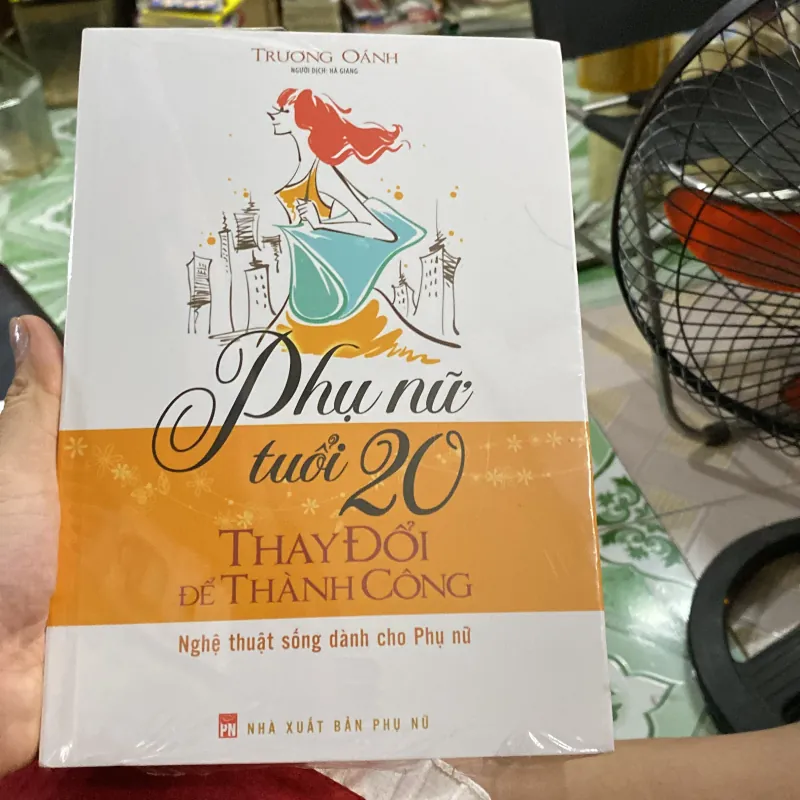 TRƯƠNG OÁNH
NGƯỜI DỊCH: HÀ GIANG
Phụ nữ
tuổi 20
THAY ĐỔI
ĐỂ THÀNH CÔNG
Nghệ thuật sống dành cho Phụ nữ
PN NHÀ XUẤT BẢN PHỤ NỮ